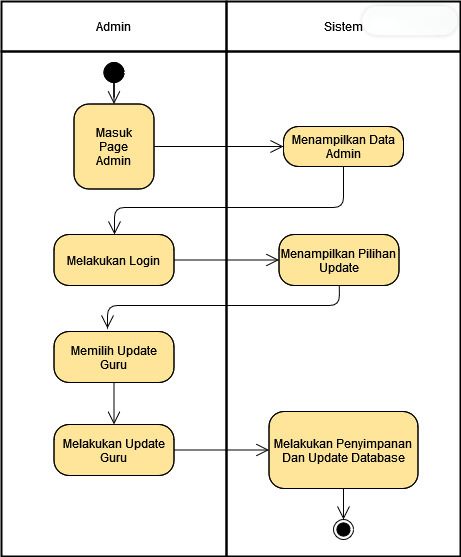 Admin
Sistem
Masuk
Page
Admin
Menampilkan Data
Admin
Melakukan Login
Menampilkan Pilihan
Update
Memilih Update
Guru
Melakukan Update
Guru
Melakukan Penyimpanan
Dan Update Database